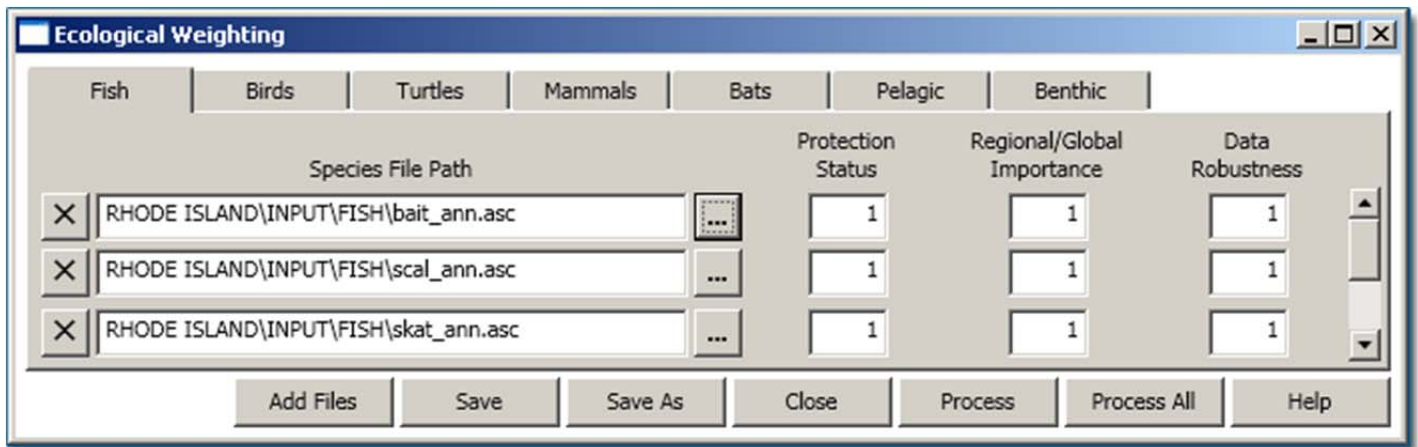 Ecological Weighting
Fish Birds Turtles Mammals Bats Pelagic Benthic
Species File Path Protection Status Regional/Global Importance Data Robustness
X RHODE ISLAND\INPUT\FISH\bait_ann.asc ... 1 1 1
X RHODE ISLAND\INPUT\FISH\scal_ann.asc ... 1 1 1
X RHODE ISLAND\INPUT\FISH\skat_ann.asc ... 1 1 1
Add Files Save Save As Close Process Process All Help